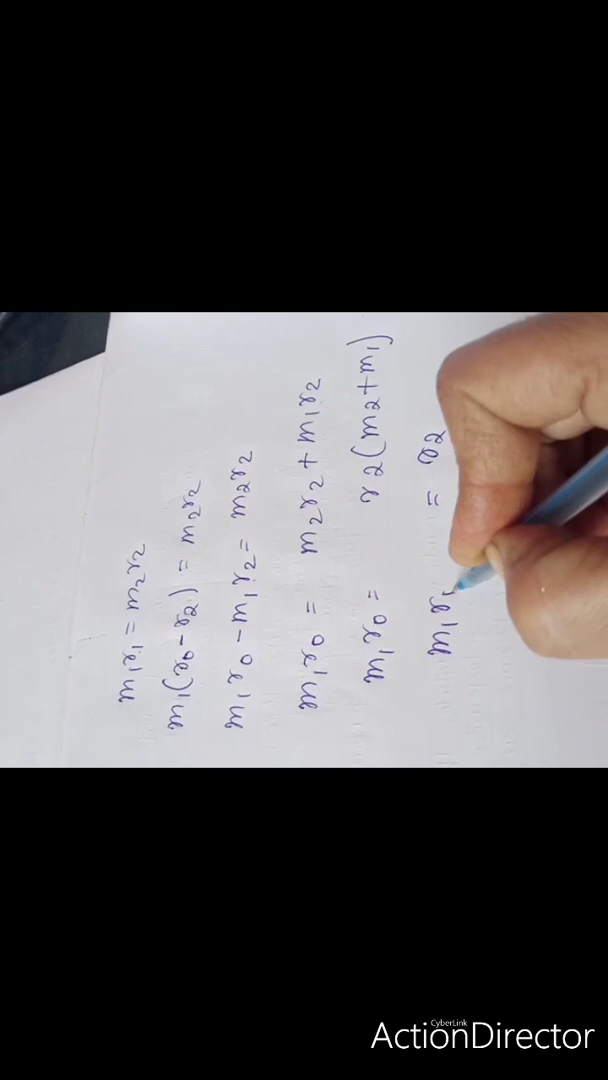 m₁r₁ = m₂r₂
m₁(r₀-r₂) = m₂r₂
m₁r₀ - m₁r₂ = m₂r₂
m₁r₀ = m₂r₂ + m₁r₂
m₁r₀ = r₂(m₂+m₁)
m₁r = r₂
CyberLink
ActionDirector